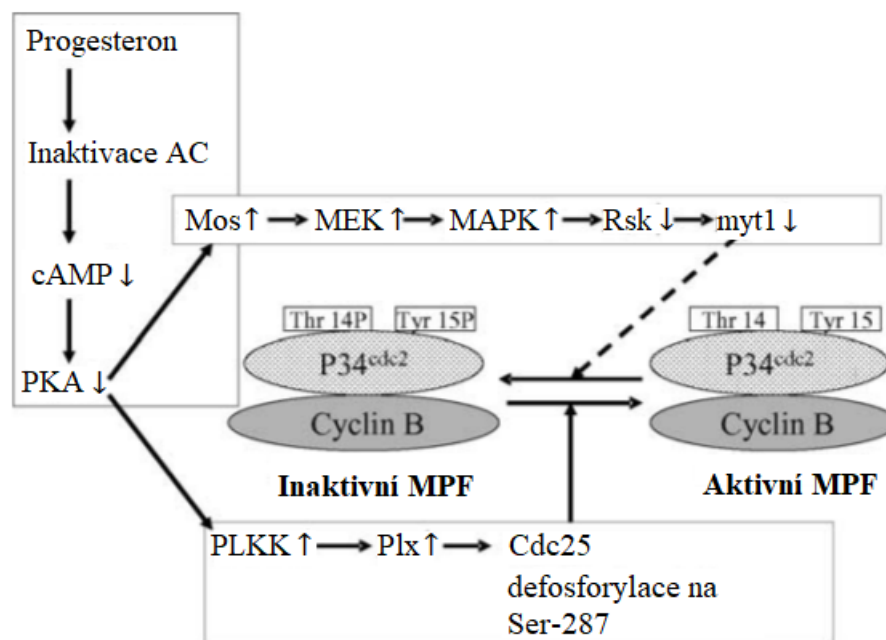 Progesteron
Inaktivace AC
Mos↑ MEK↑ MAPK↑ Rsk↓ myt1↓
cAMP↓
Thr 14P Tyr 15P Thr 14 Tyr 15
P34cdc2 P34cdc2
PKA↓
Cyclin B Cyclin B
Inaktivní MPF Aktivní MPF
PLKK↑ Plx↑ Cdc25
defosforylace na
Ser-287